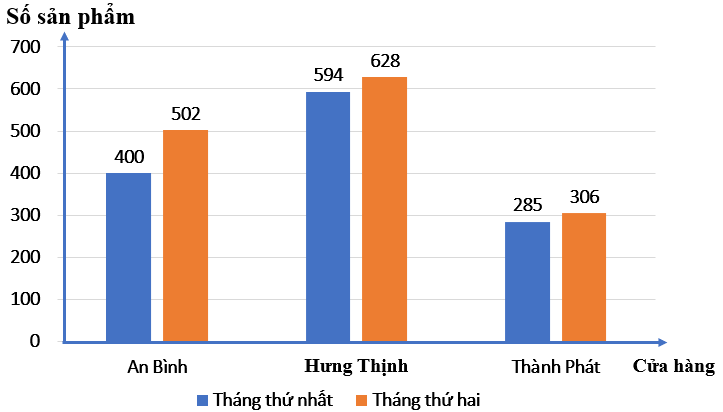 Số sản phẩm
700
600
500
400
300
200
100
0
400
502
594
628
285
306
An Bình
Hưng Thịnh
Thành Phát
Cửa hàng
Tháng thứ nhất
Tháng thứ hai